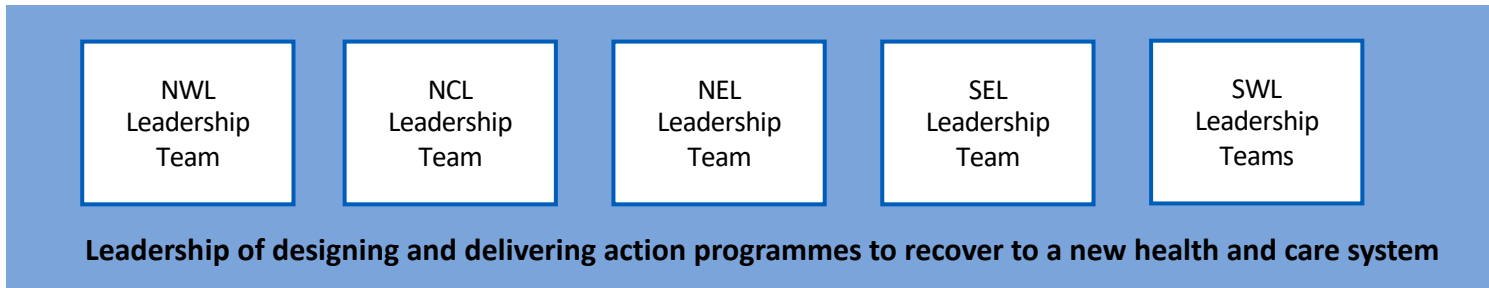 NWL
Leadership
Team
NCL
Leadership
Team
NEL
Leadership
Team
SEL
Leadership
Team
SWL
Leadership
Teams
Leadership of designing and delivering action programmes to recover to a new health and care system